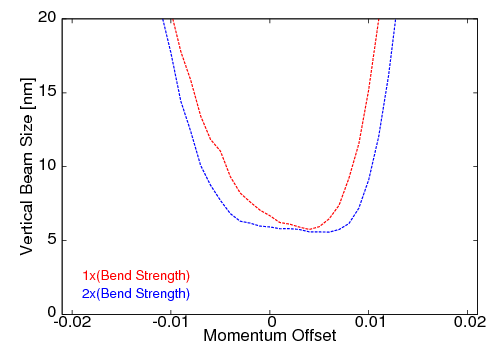 20
15
10
5
0
Vertical Beam Size [nm]
1x(Bend Strength)
2x(Bend Strength)
-0.02 -0.01 0 0.01 0.02
Momentum Offset